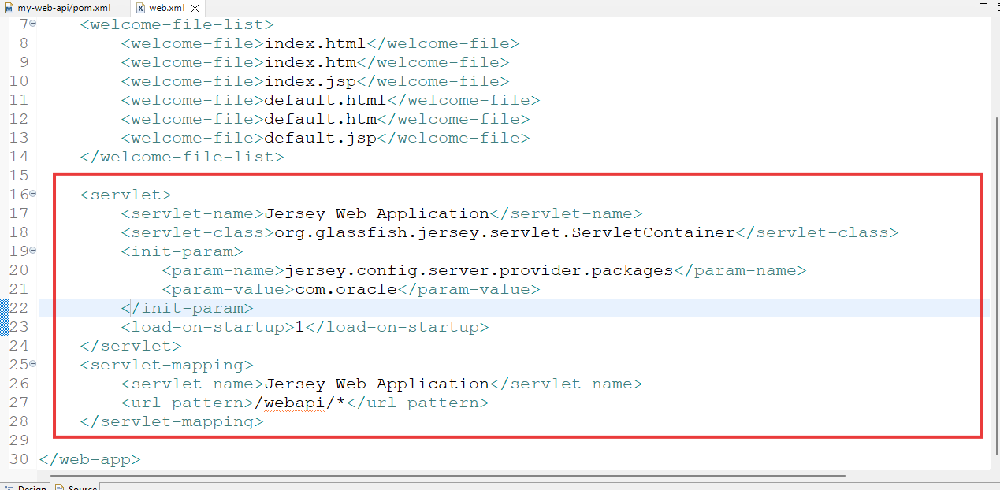 my-web-api/pom.xml web.xml
7 <welcome-file-list>
8 <welcome-file>index.html</welcome-file>
9 <welcome-file>index.htm</welcome-file>
10 <welcome-file>index.jsp</welcome-file>
11 <welcome-file>default.html</welcome-file>
12 <welcome-file>default.htm</welcome-file>
13 <welcome-file>default.jsp</welcome-file>
14 </welcome-file-list>
15
16 <servlet>
17 <servlet-name>Jersey Web Application</servlet-name>
18 <servlet-class>org.glassfish.jersey.servlet.ServletContainer</servlet-class>
19 <init-param>
20 <param-name>jersey.config.server.provider.packages</param-name>
21 <param-value>com.oracle</param-value>
22 </init-param>
23 <load-on-startup>1</load-on-startup>
24 </servlet>
25 <servlet-mapping>
26 <servlet-name>Jersey Web Application</servlet-name>
27 <url-pattern>/webapi/*</url-pattern>
28 </servlet-mapping>
29
30 </web-app>
Design Source